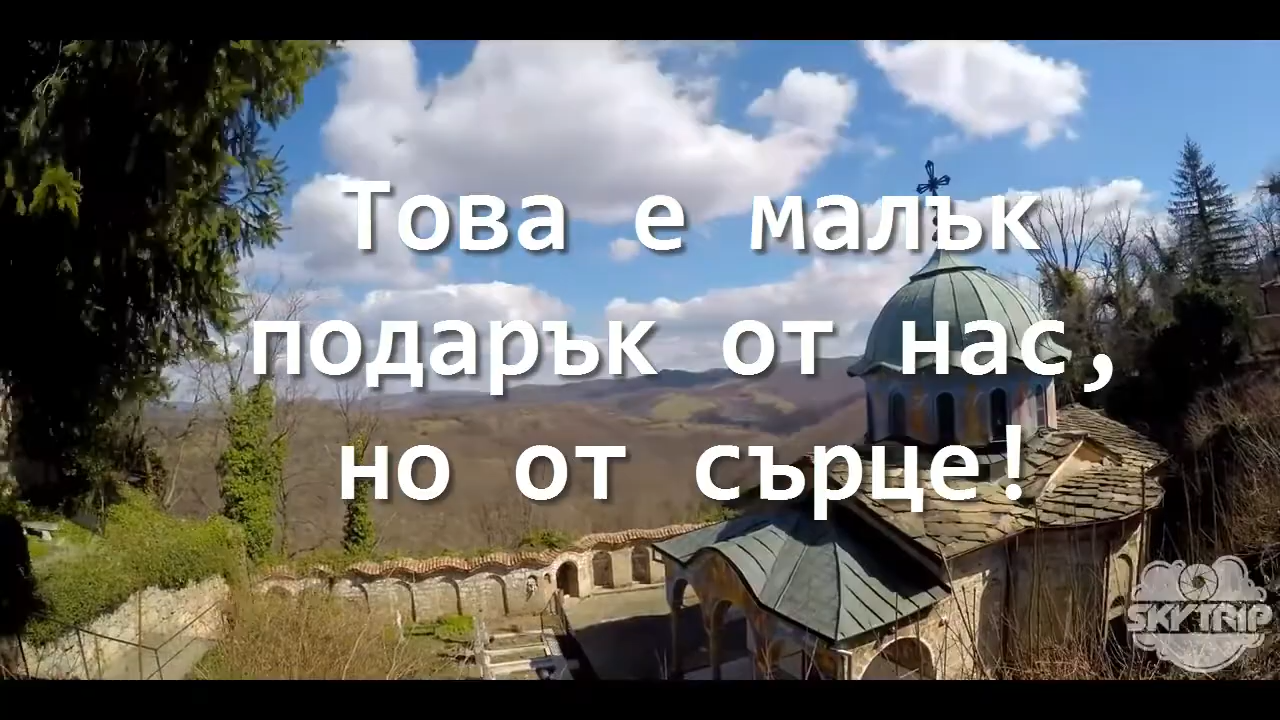 Това е малък
подарък от нас,
но от сърце!
SKYTRIP